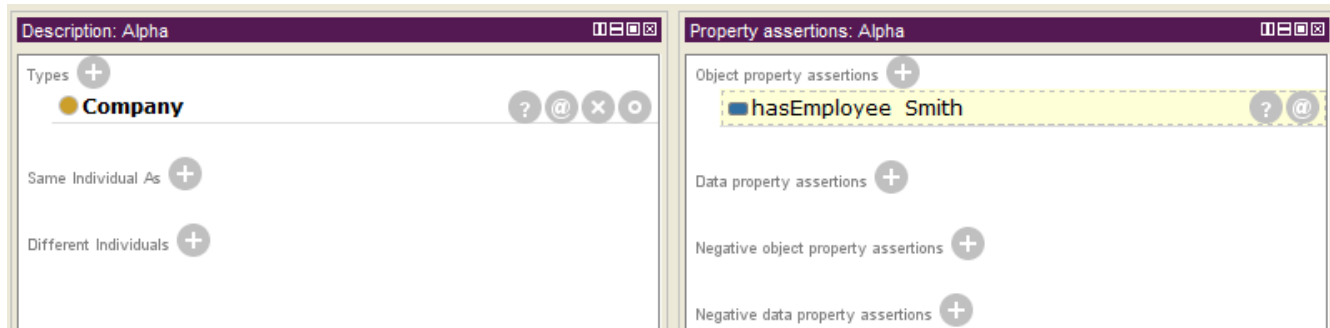 Description: Alpha
Types
Company
Same Individual As
Different Individuals
Property assertions: Alpha
Object property assertions
hasEmployee Smith
Data property assertions
Negative object property assertions
Negative data property assertions